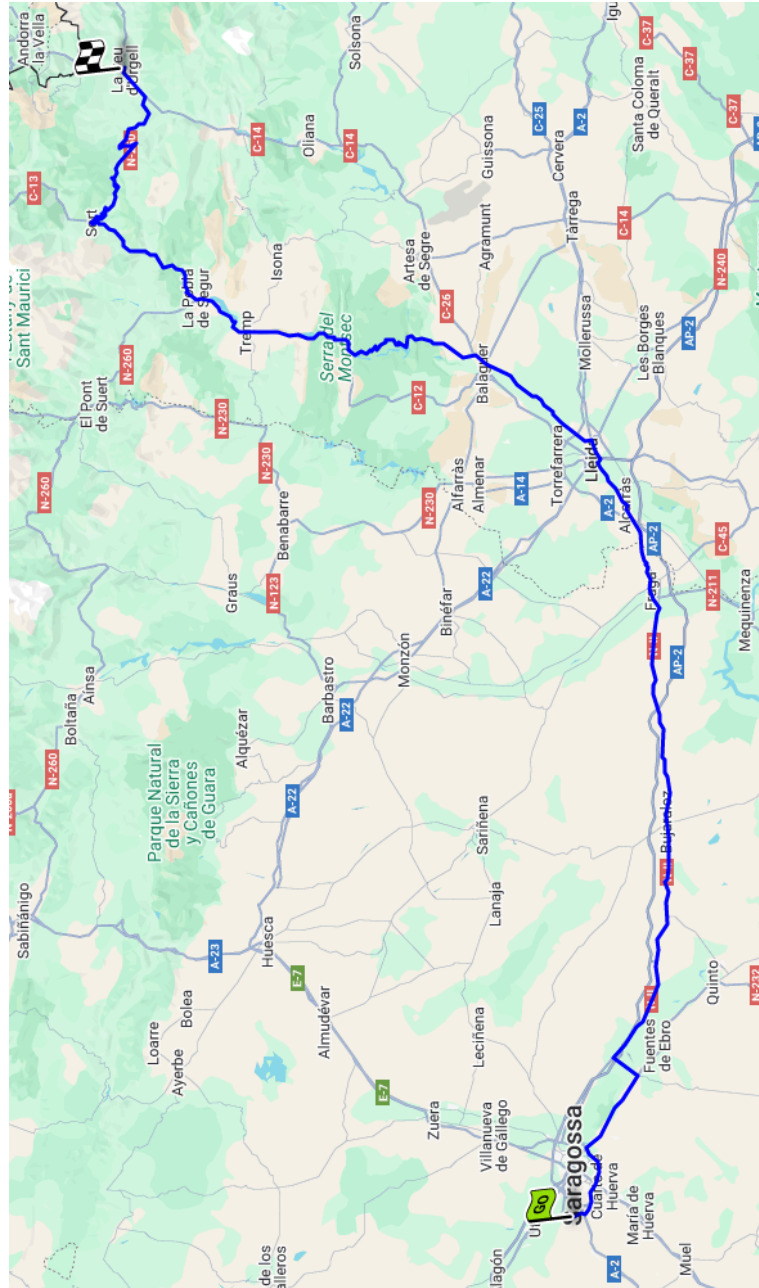 Sabiñánigo
N-260
Boltaña
Aínsa
N-260
El Pont
de Suert
N-260
Sant Maurici
C-13
Sort
Andorra
la Vella
Loarre
Ayerbe
Bolea
A-23
Huesca
Parque Natural
de la Sierra
y Cañones
de Guara
Alquézar
A-22
Graus
N-123
Benabarre
N-230
N-230
La Pobla
de Segur
Tremp
Isona
C-14
Oliana
Solsona
C-14
E-7
Almudévar
Barbastro
A-22
Serra del
Montsec
E-7
Zuera
Monzón
Binéfar
N-230
Alfarràs
Almenar
C-12
C-26
Artesa
de Segre
Leciñena
Lanaja
Sariñena
A-22
A-14
Balaguer
Agramunt
Guissona
Villanueva
de Gállego
GO
Saragossa
Torrefarrera
Lleida
A-2
Alcarràs
Mollerussa
Tàrrega
Cervera
C-25
A-2
Cuarte de
Huerva
María de
Huerva
A-2
Muel
Fuentes
de Ebro
Quinto
N-232
Bujaraloz
Fraga
AP-2
AP-2
N-211
C-45
Mequinenza
Les Borges
Blanques
AP-2
N-240
C-14
Santa Coloma
de Queralt
C-37
C-37
C-37